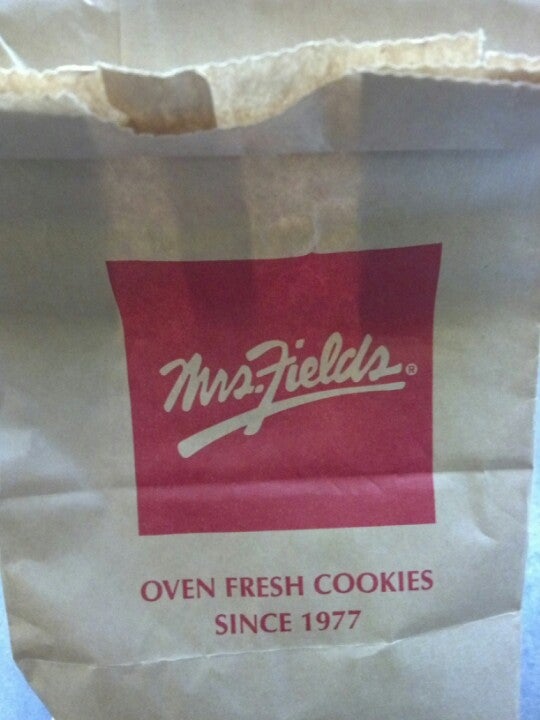 Mrs. Fields®
OVEN FRESH COOKIES
SINCE 1977